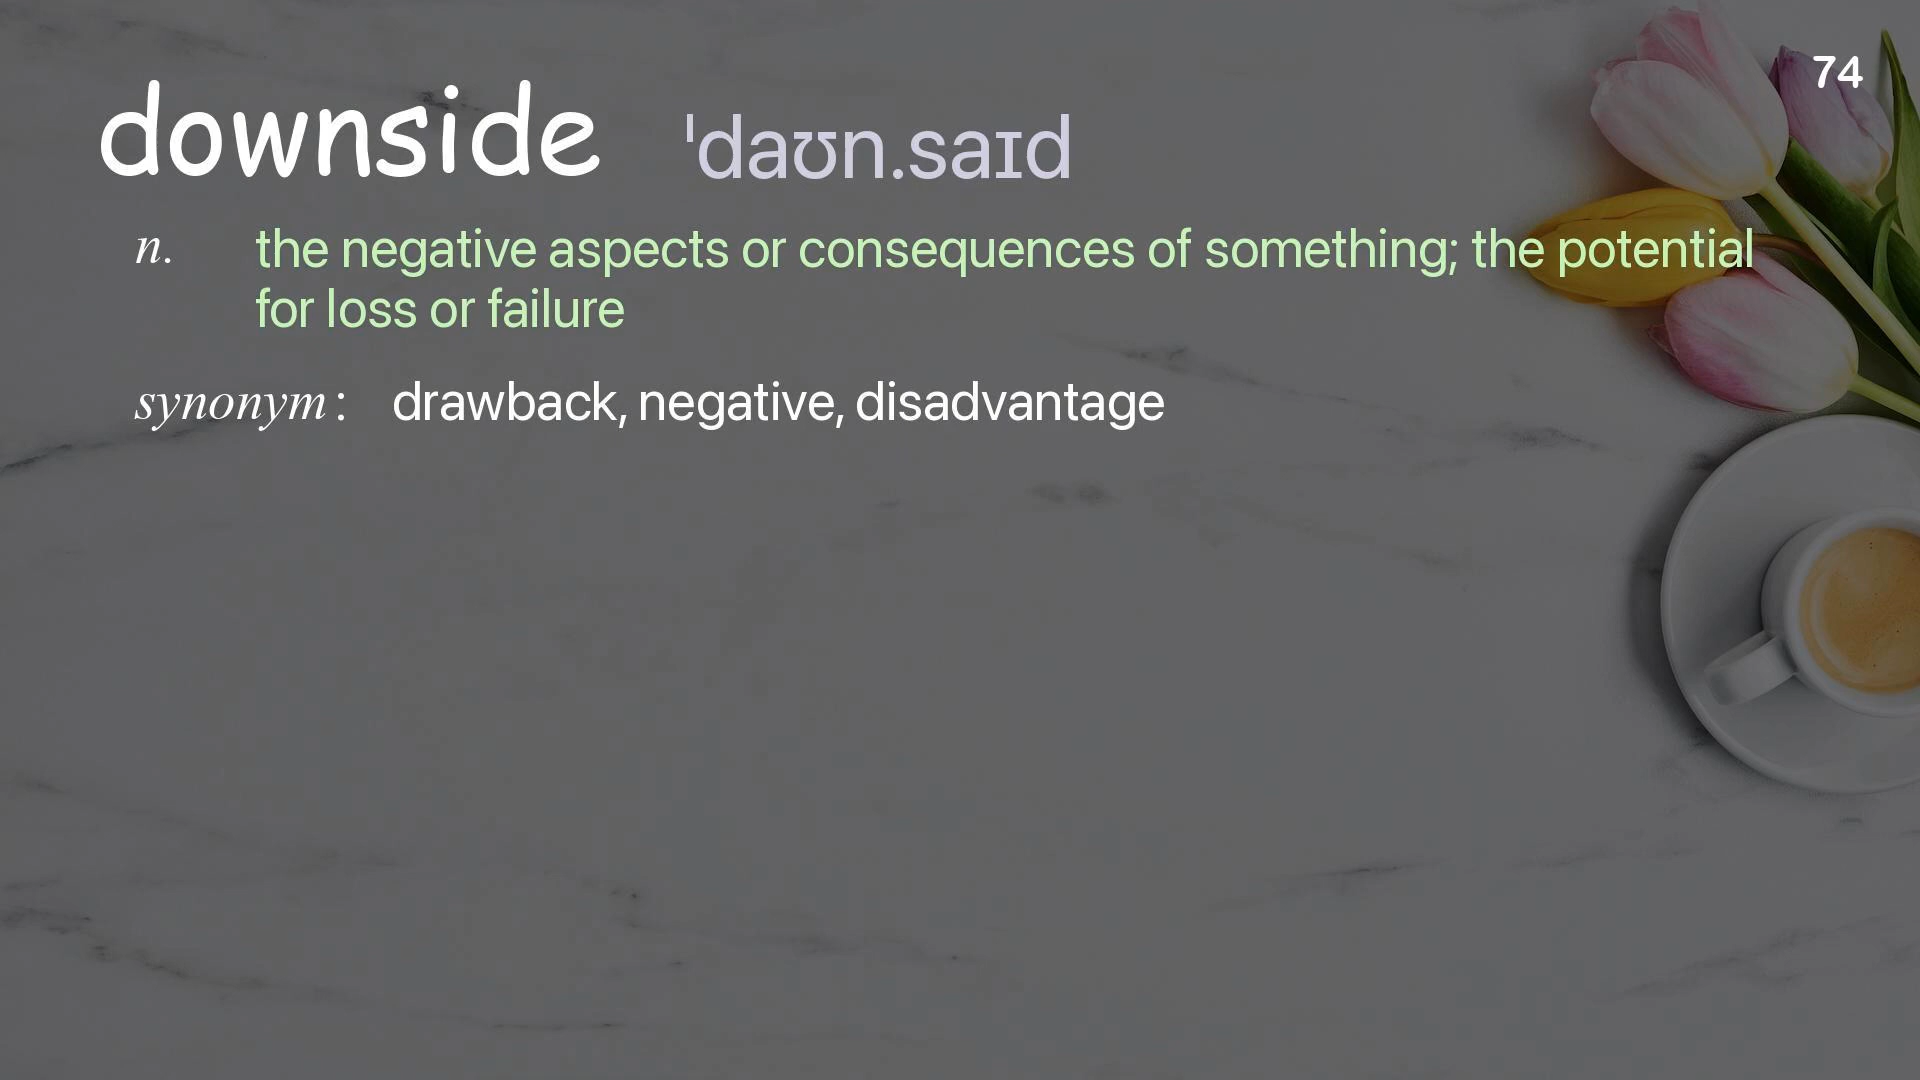 74
downside ˈdaʊn.saɪd
n. the negative aspects or consequences of something; the potential
for loss or failure
synonym : drawback, negative, disadvantage